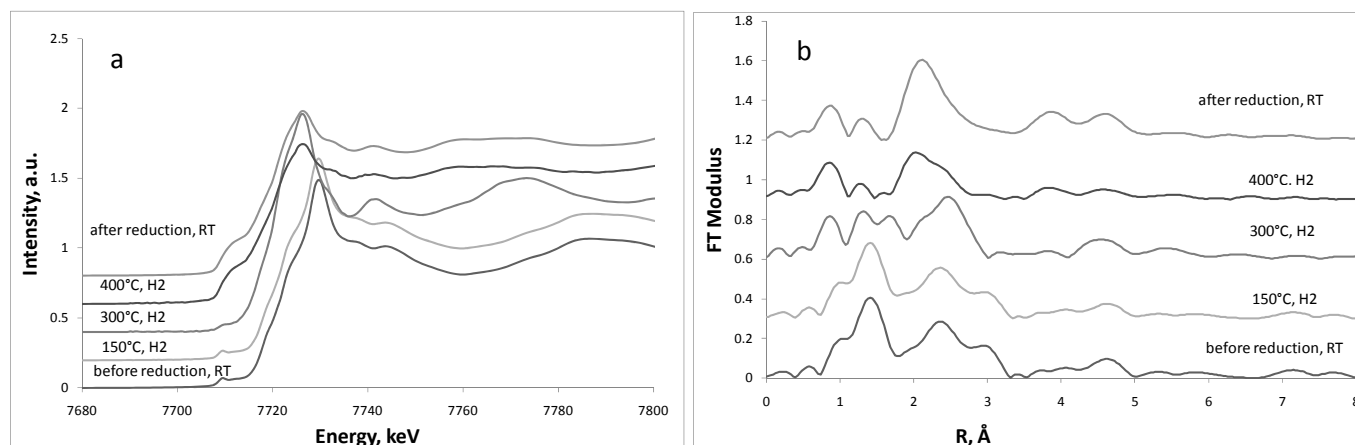 a
2.5
2
1.5
1
0.5
0
Intensity, a.u.
after reduction, RT
400°C, H2
300°C, H2
150°C, H2
before reduction, RT
7680 7700 7720 7740 7760 7780 7800
Energy, keV
b
1.8
1.6
1.4
1.2
1
0.8
0.6
0.4
0.2
0
FT Modulus
after reduction, RT
400°C. H2
300°C, H2
150°C, H2
before reduction, RT
0 1 2 3 4 5 6 7 8
R, Å